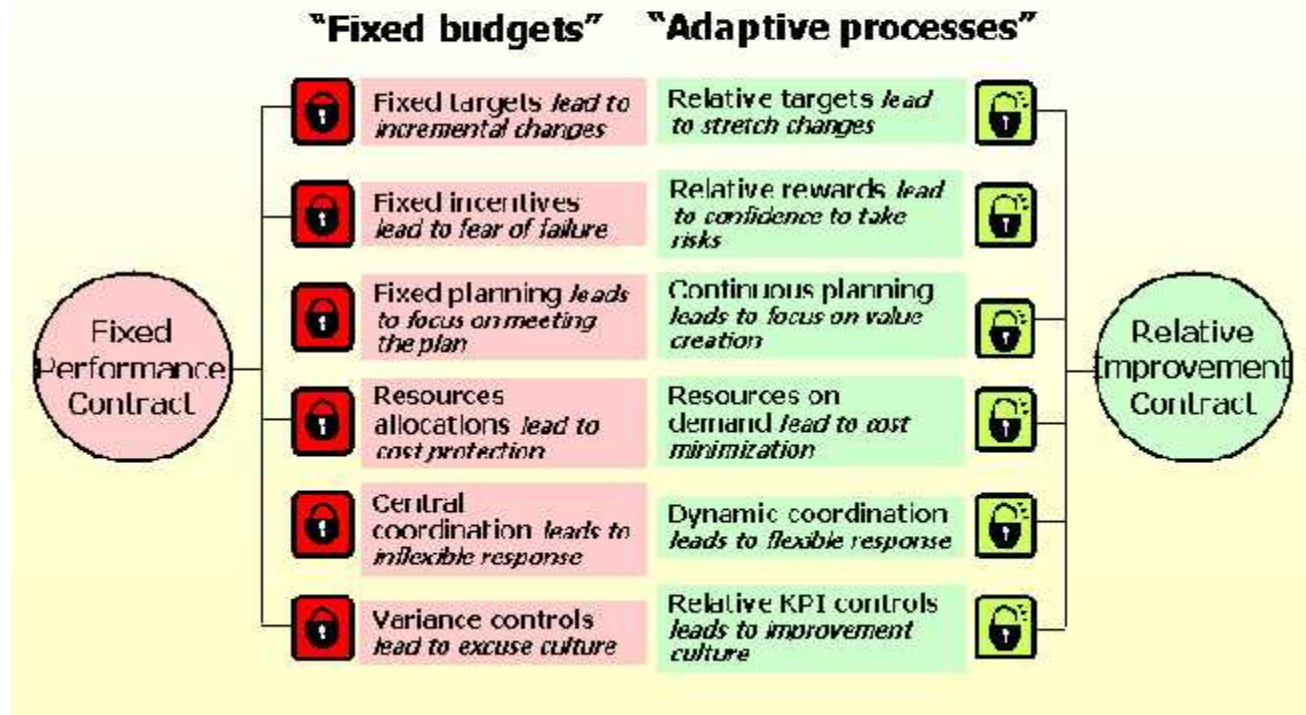 "Fixed budgets"
"Adaptive processes"
Fixed Performance Contract
Fixed targets lead to
incremental changes
Fixed incentives
lead to fear of failure
Fixed planning leads
to focus on meeting
the plan
Resources
allocations lead to
cost protection
Central
coordination leads to
inflexible response
Variance controls
lead to excuse culture
Relative targets lead
to stretch changes
Relative rewards lead
to confidence to take
risks
Continuous planning
leads to focus on value
creation
Resources on
demand lead to cost
minimization
Dynamic coordination
leads to flexible response
Relative KPI controls
leads to improvement
culture
Relative
Improvement
Contract